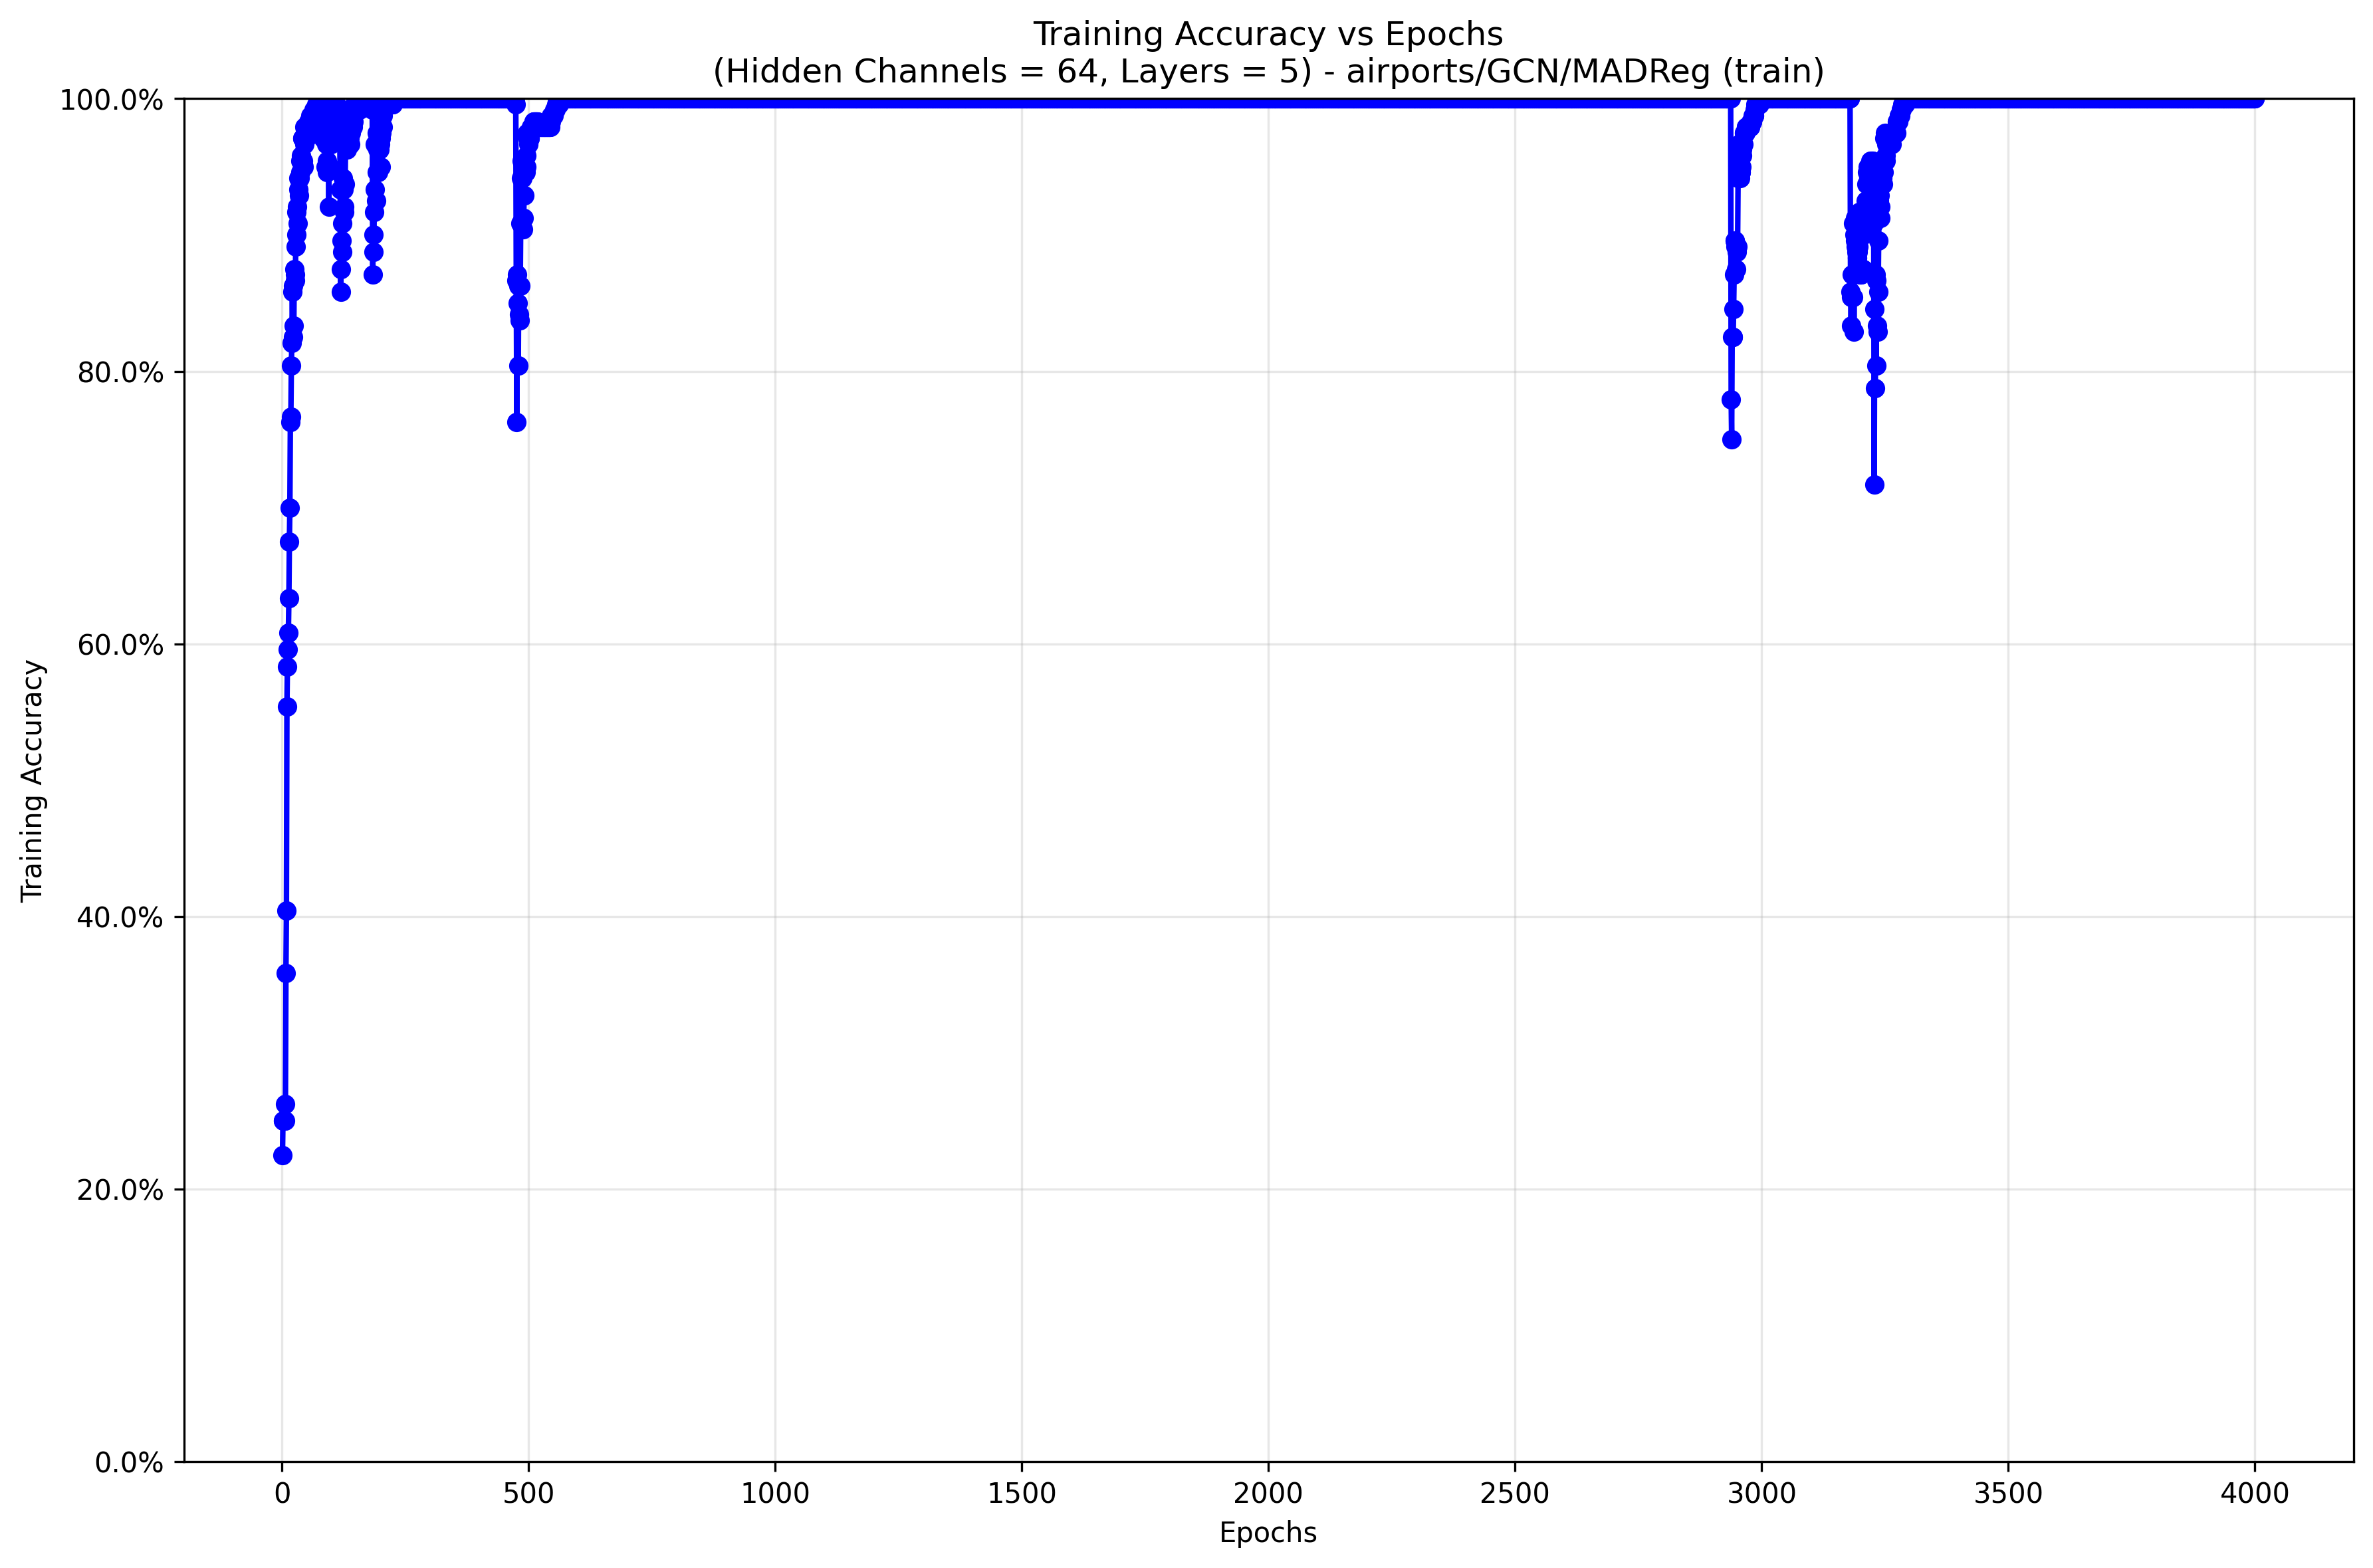 Training Accuracy vs Epochs
(Hidden Channels = 64, Layers = 5) - airports/GCN/MADReg (train)
100.0%
80.0%
60.0%
40.0%
20.0%
0.0%
Training Accuracy
0 500 1000 1500 2000 2500 3000 3500 4000
Epochs